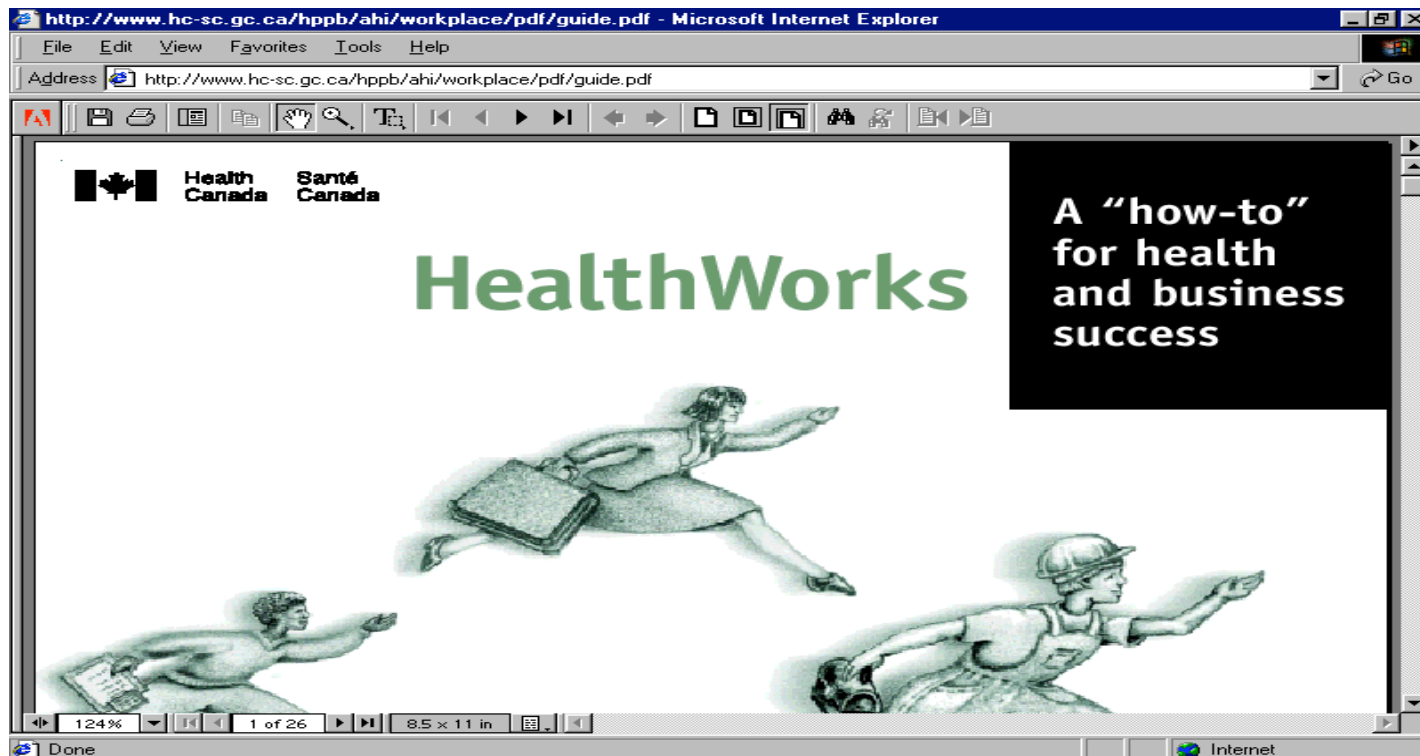 http://www.hc-sc.gc.ca/hppb/ahi/workplace/pdf/guide.pdf - Microsoft Internet Explorer
File Edit View Favorites Tools Help
Address http://www.hc-sc.gc.ca/hppb/ahi/workplace/pdf/guide.pdf Go
Health Santé
Canada Canada
HealthWorks
A “how-to”
for health
and business
success
124% 1 of 26 8.5 x 11 in
Done Internet